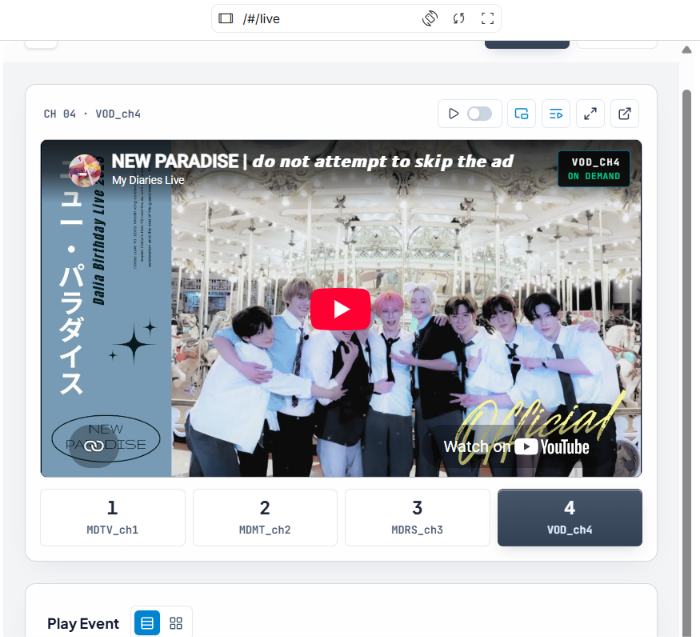 /#/live
CH 04 · VOD_ch4
NEW PARADISE | do not attempt to skip the ad
My Diaries Live
VOD_CH4
ON DEMAND
ュー・パラダイス
Dalia Birthday Live
NEW
PARADISE
Official
Watch on YouTube
1
MDTV_ch1
2
MDMT_ch2
3
MDRS_ch3
4
VOD_ch4
Play Event